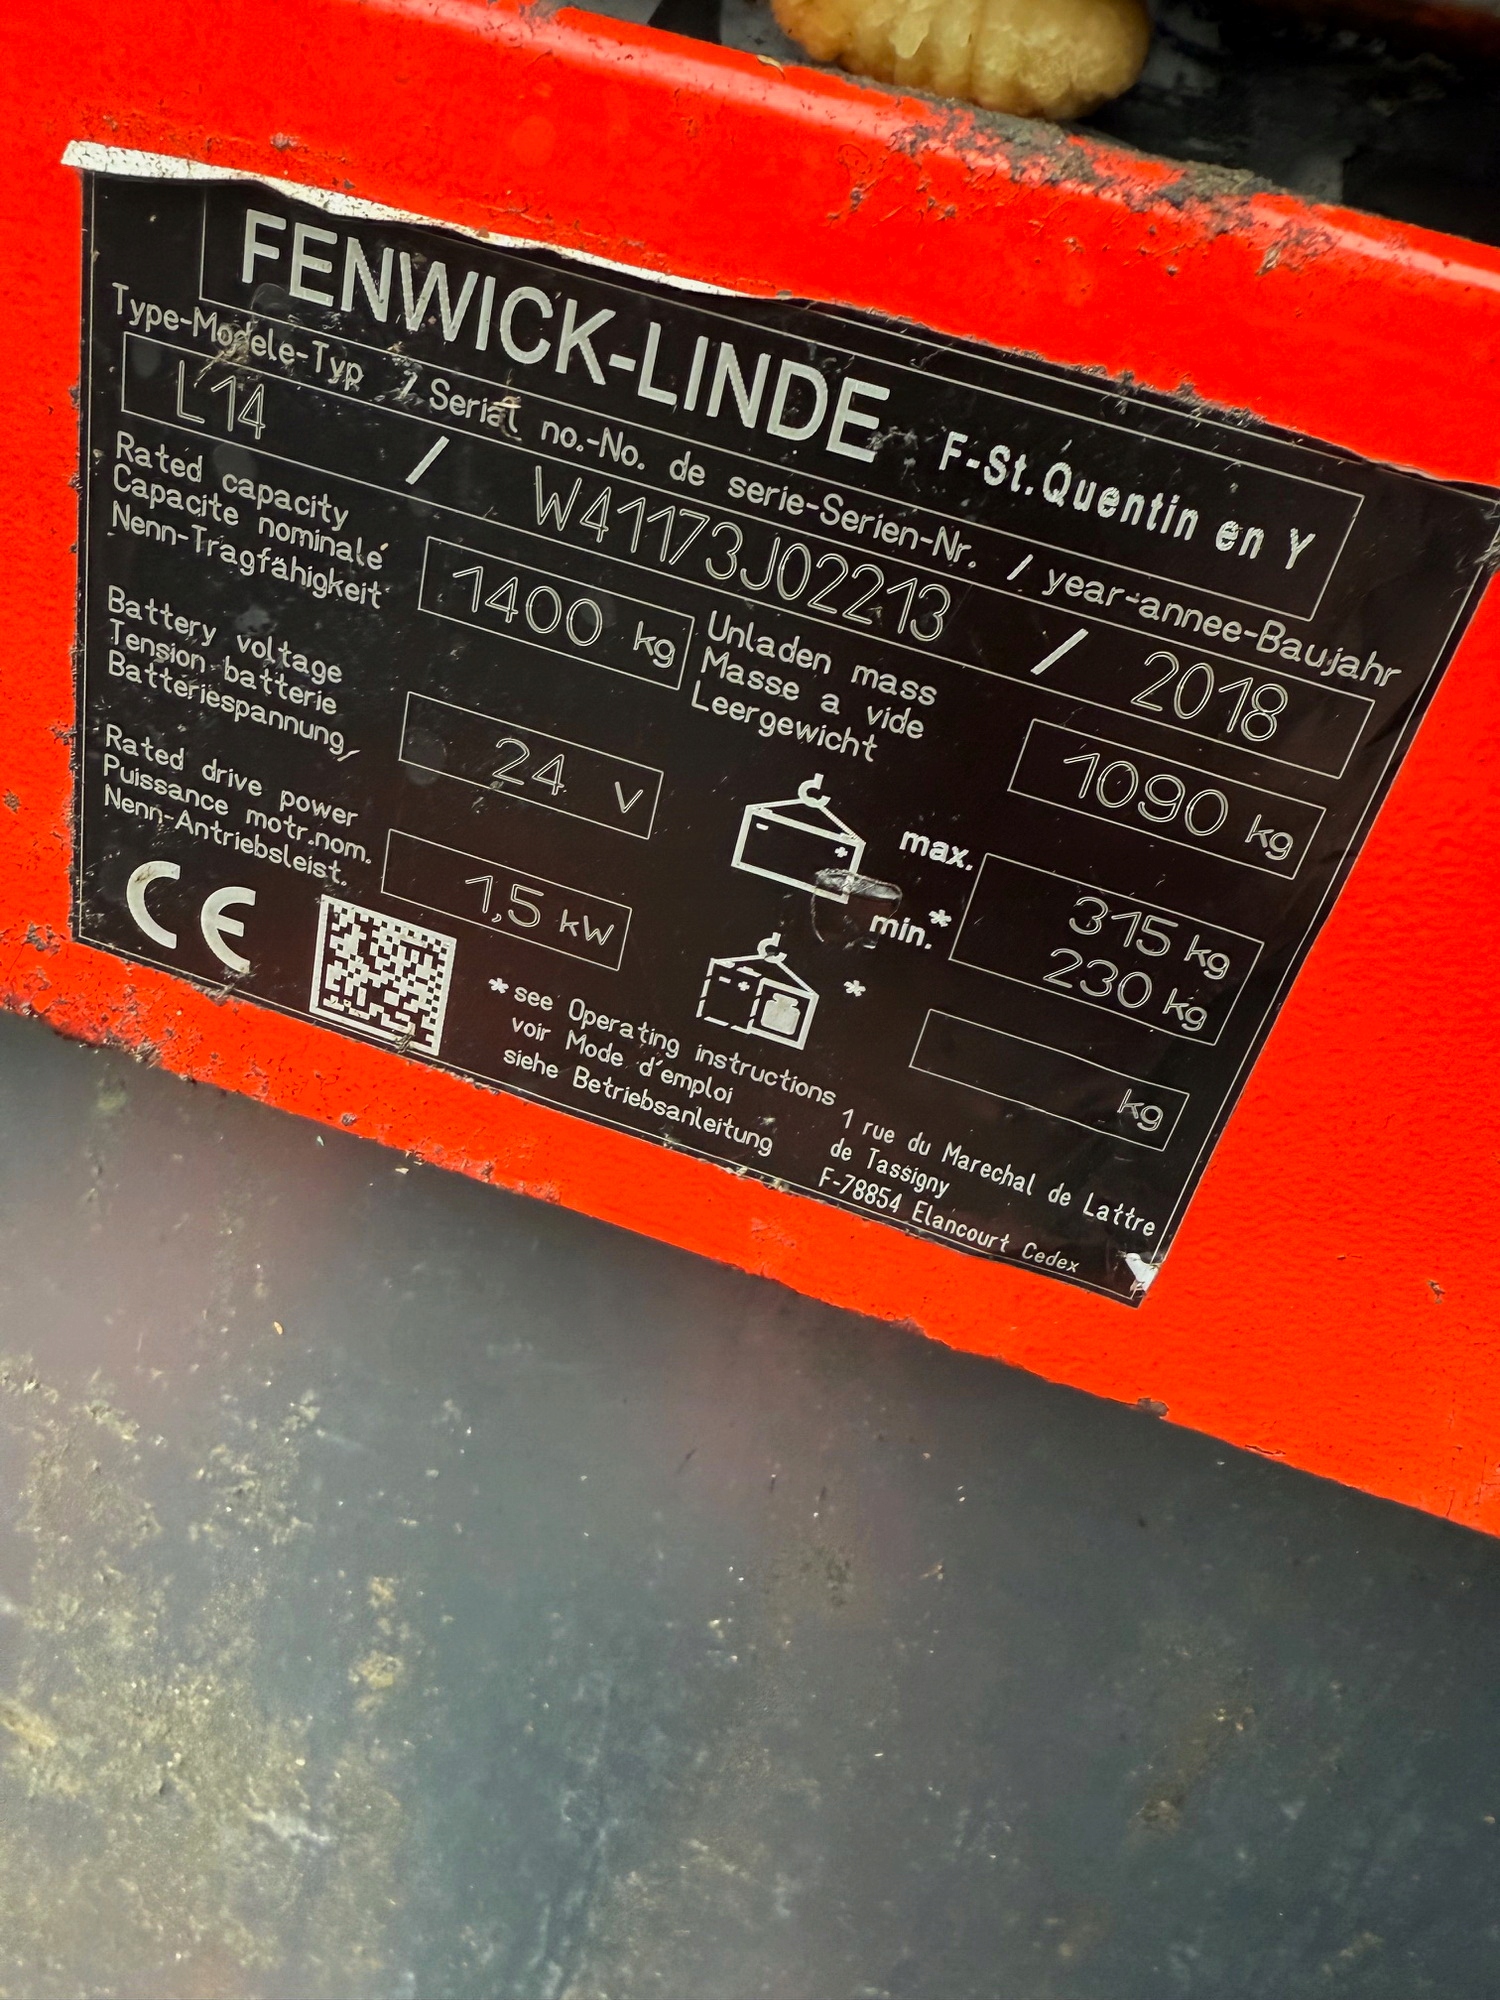 FENWICK-LINDE F-St.Quentin en Y
Type-Modele-Typ / Serial no.-No. de serie-Serien-Nr. / year-annee-Baujahr
L14 / W41173J02213 / 2018
Rated capacity
Capacite nominale
Nenn-Tragfähigkeit
1400 kg
Unladen mass
Masse a vide
Leergewicht
1090 kg
Battery voltage
Tension batterie
Batteriespannung
24 V
max. 315 kg
min.* 230 kg
Rated drive power
Puissance motr.nom.
Nenn-Antriebsleist.
1,5 kW
* kg
CE
*see Operating instructions
voir Mode d'emploi
siehe Betriebsanleitung
1 rue du Marechal de Lattre
de Tassigny
F-78854 Elancourt Cedex